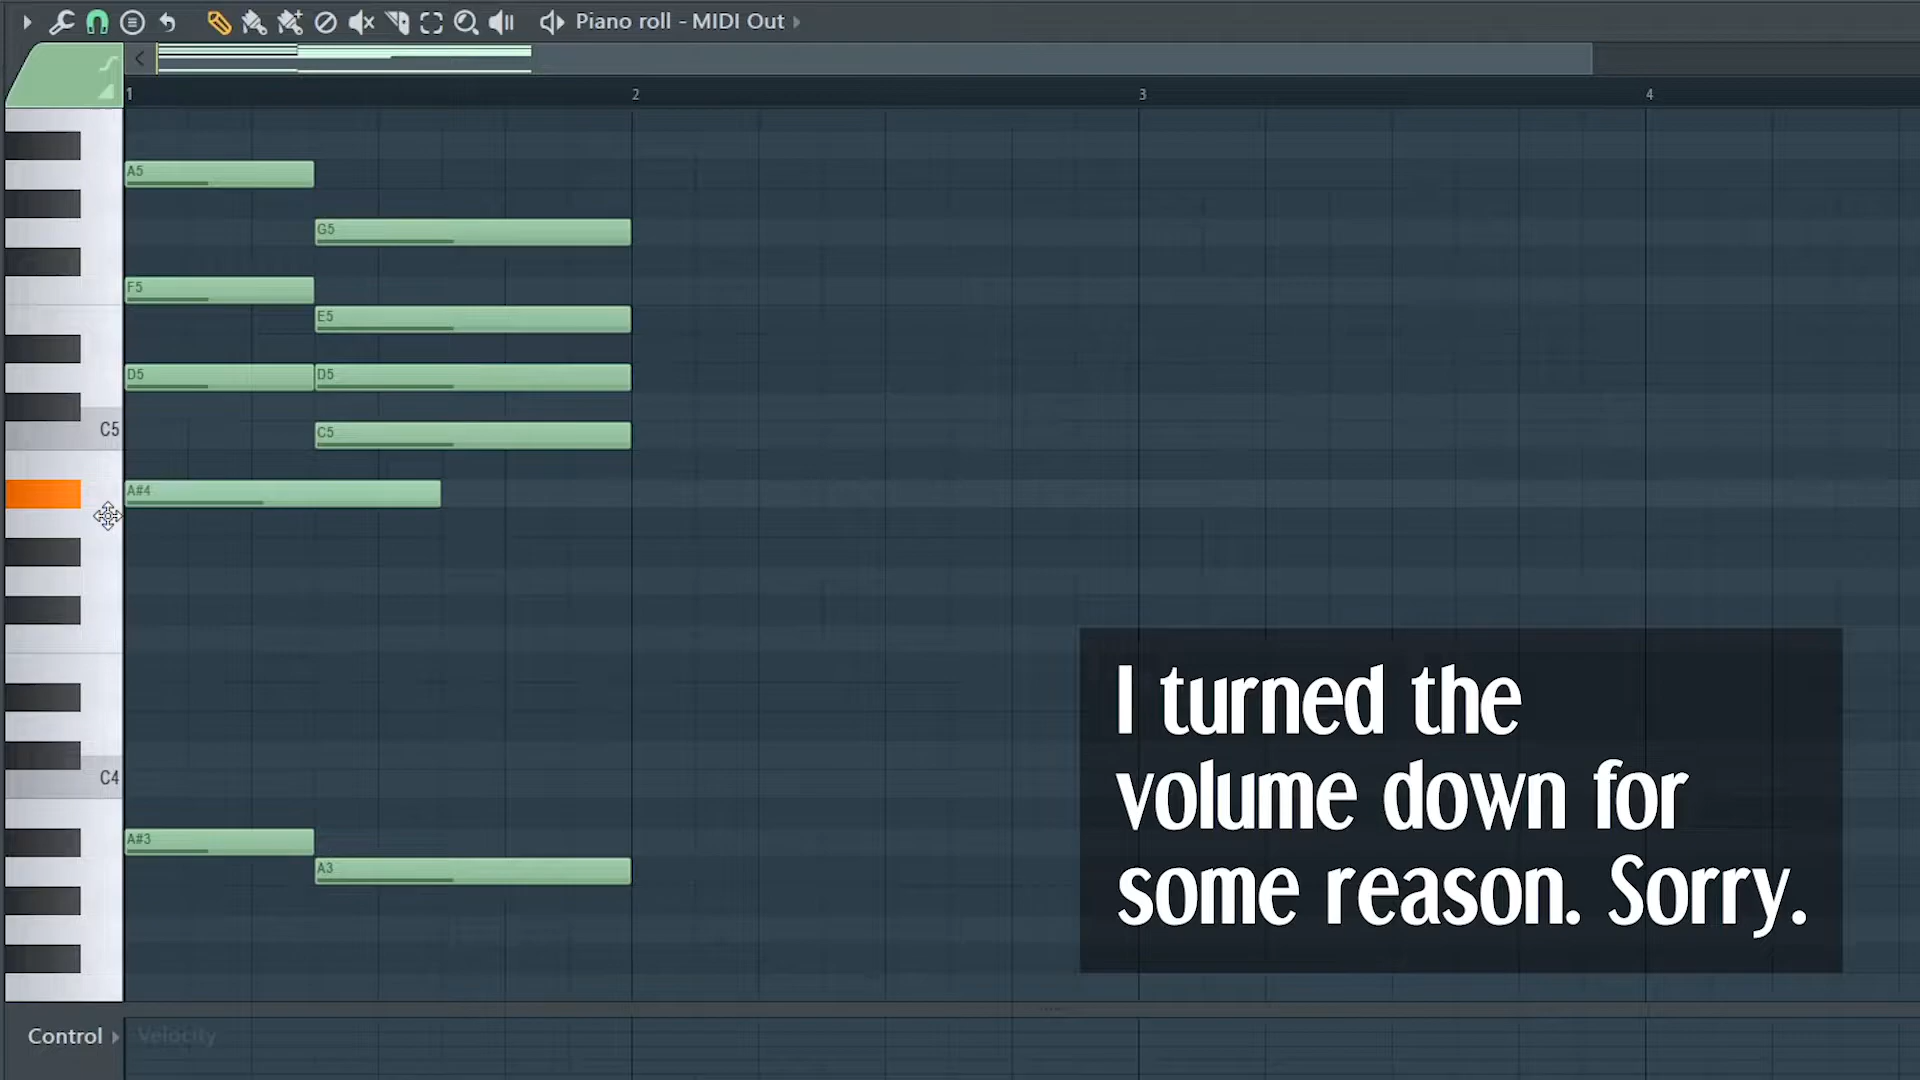 Piano roll - MIDI Out
1 2 3 4
A5
G5
F5
E5
D5 D5
C5 C5
A#4
C4
A#3
A3
I turned the
volume down for
some reason. Sorry.
Control Velocity